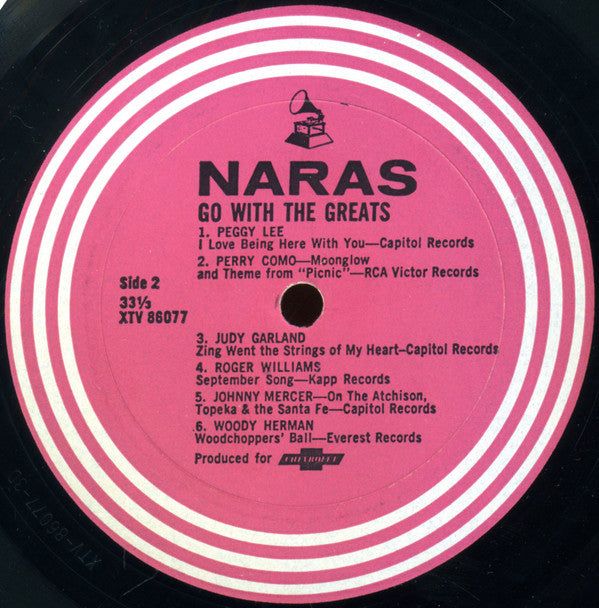 NARAS
GO WITH THE GREATS
1. PEGGY LEE
I Love Being Here With You—Capitol Records
2. PERRY COMO—Moonglow
and Theme from "Picnic"—RCA Victor Records
Side 2
33⅓
XTV 86077
3. JUDY GARLAND
Zing Went the Strings of My Heart—Capitol Records
4. ROGER WILLIAMS
September Song—Kapp Records
5. JOHNNY MERCER—On The Atchison,
Topeka & the Santa Fe—Capitol Records
6. WOODY HERMAN
Woodchoppers' Ball—Everest Records
Produced for CHEVROLET